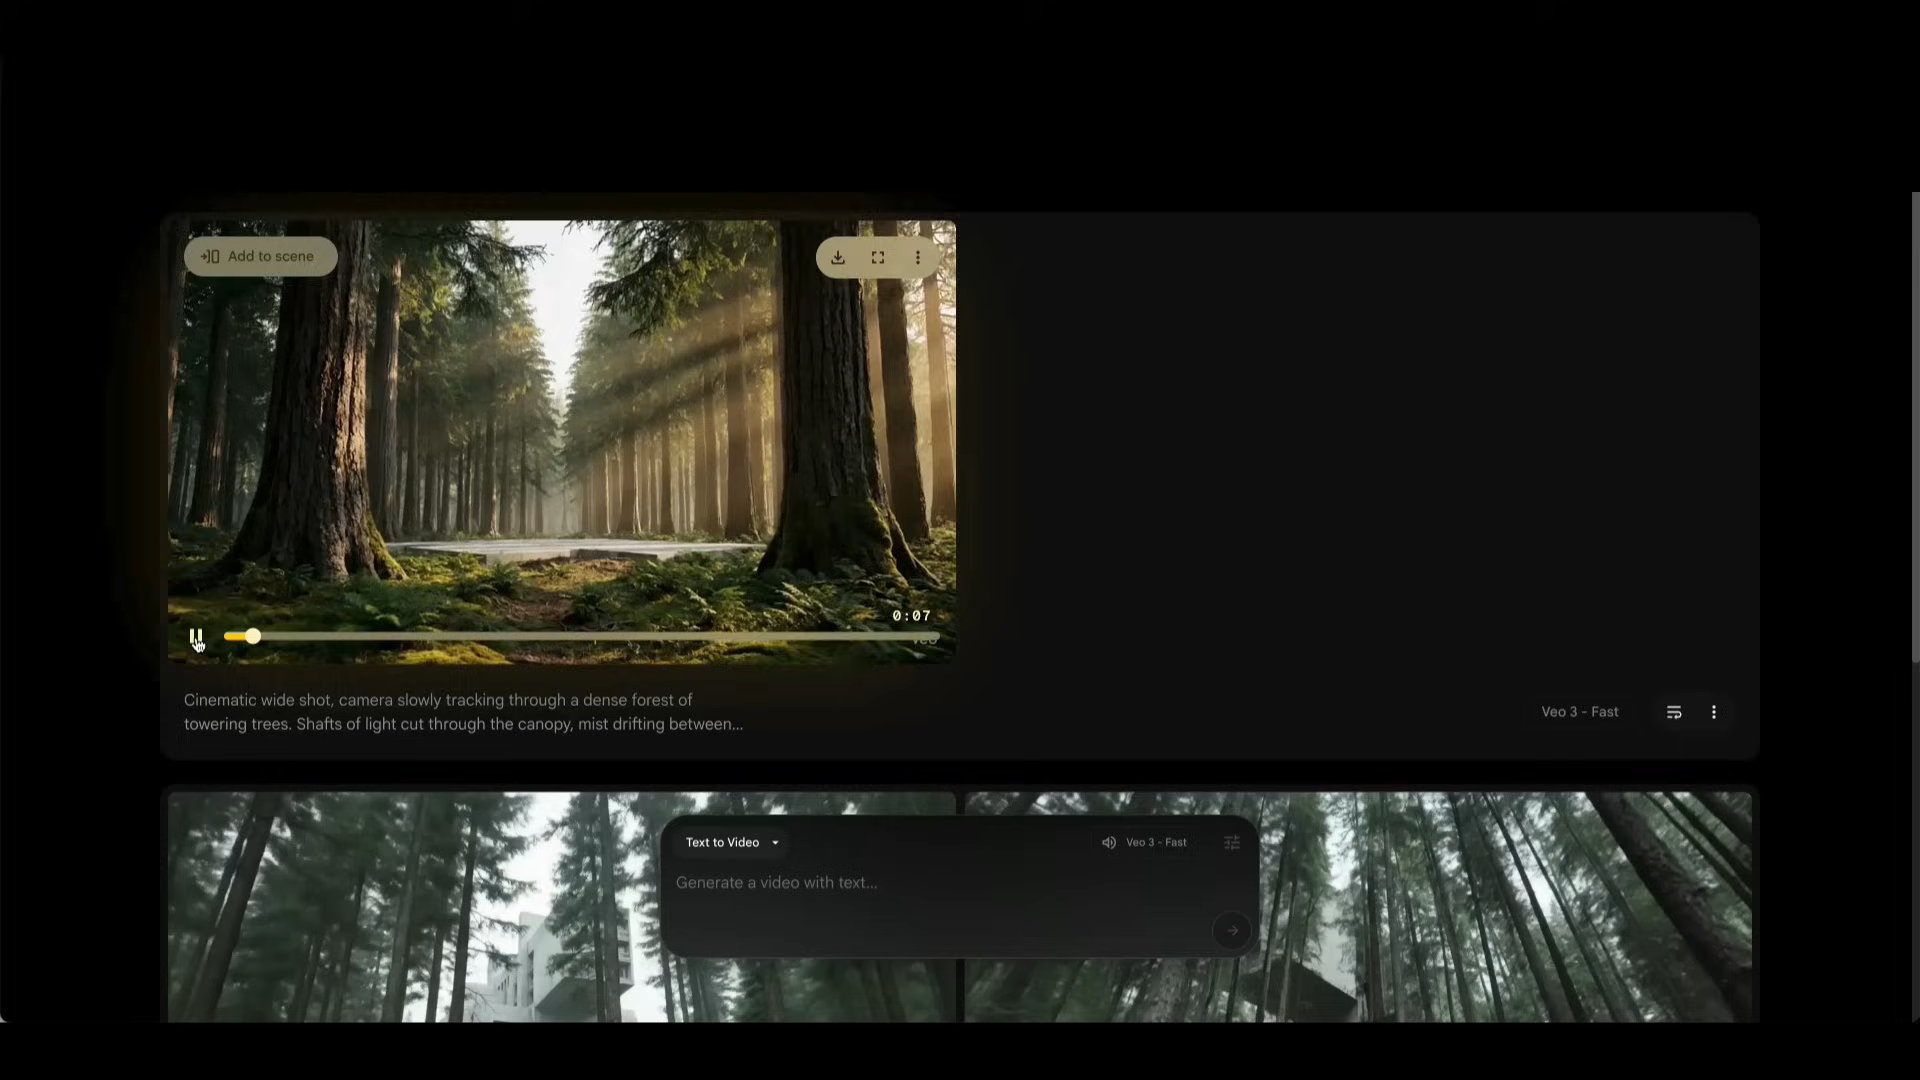 Add to scene
0:07
veo
Cinematic wide shot, camera slowly tracking through a dense forest of
towering trees. Shafts of light cut through the canopy, mist drifting between...
Veo 3 - Fast
Text to Video
Veo 3 - Fast
Generate a video with text...